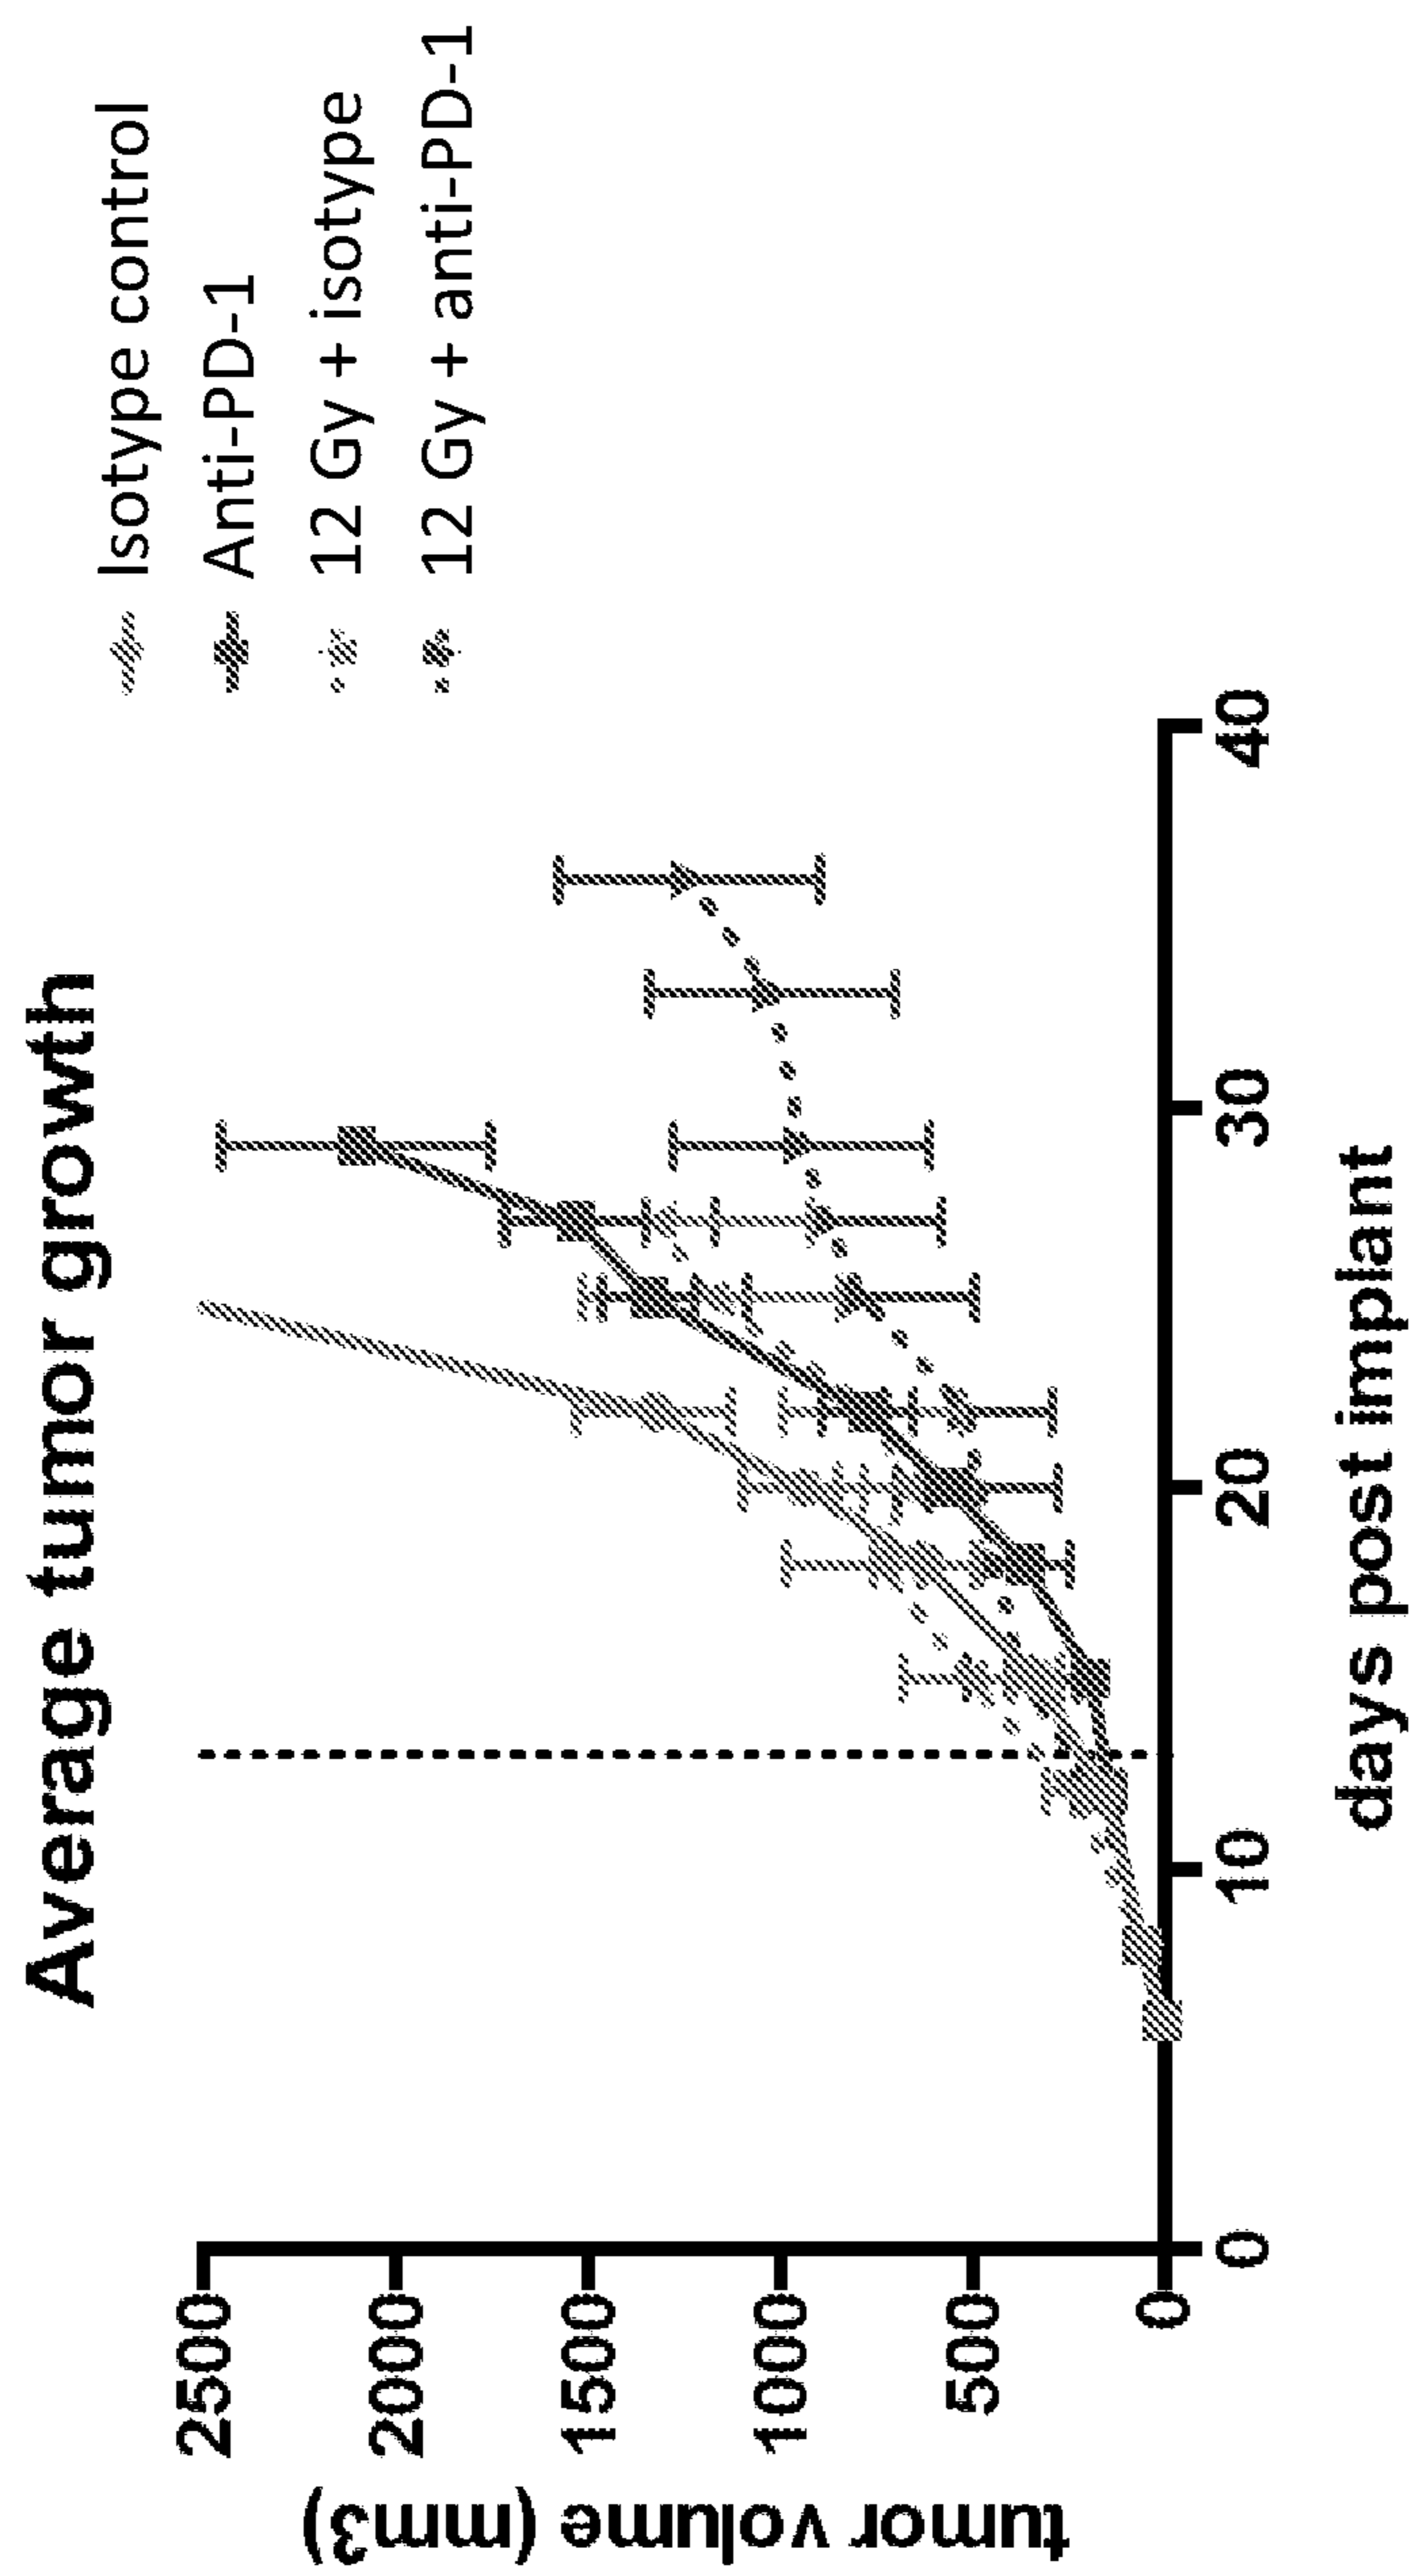 Average tumor growth
Isotype control
Anti-PD-1
12 Gy + isotype
12 Gy + anti-PD-1
tumor volume (mm3)
2500
2000
1500
1000
500
0
0
10
20
30
40
days post implant